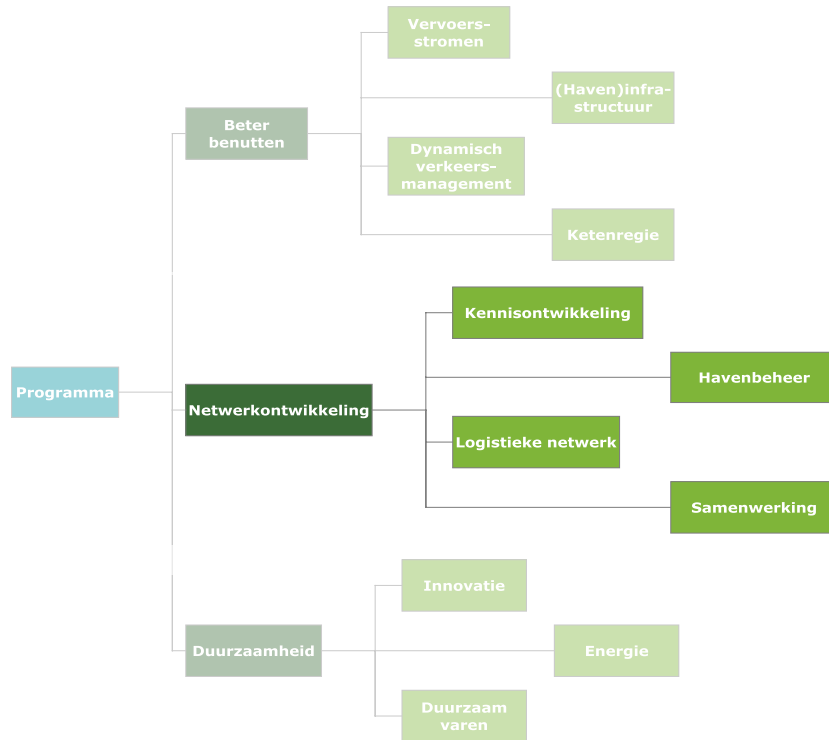 Vervoers-
stromen
(Haven)infra-
structuur
Beter
benutten
Dynamisch
verkeers-
management
Ketenregie
Kennisontwikkeling
Havenbeheer
Programma
Netwerkontwikkeling
Logistieke netwerk
Samenwerking
Innovatie
Duurzaamheid
Energie
Duurzaam
varen